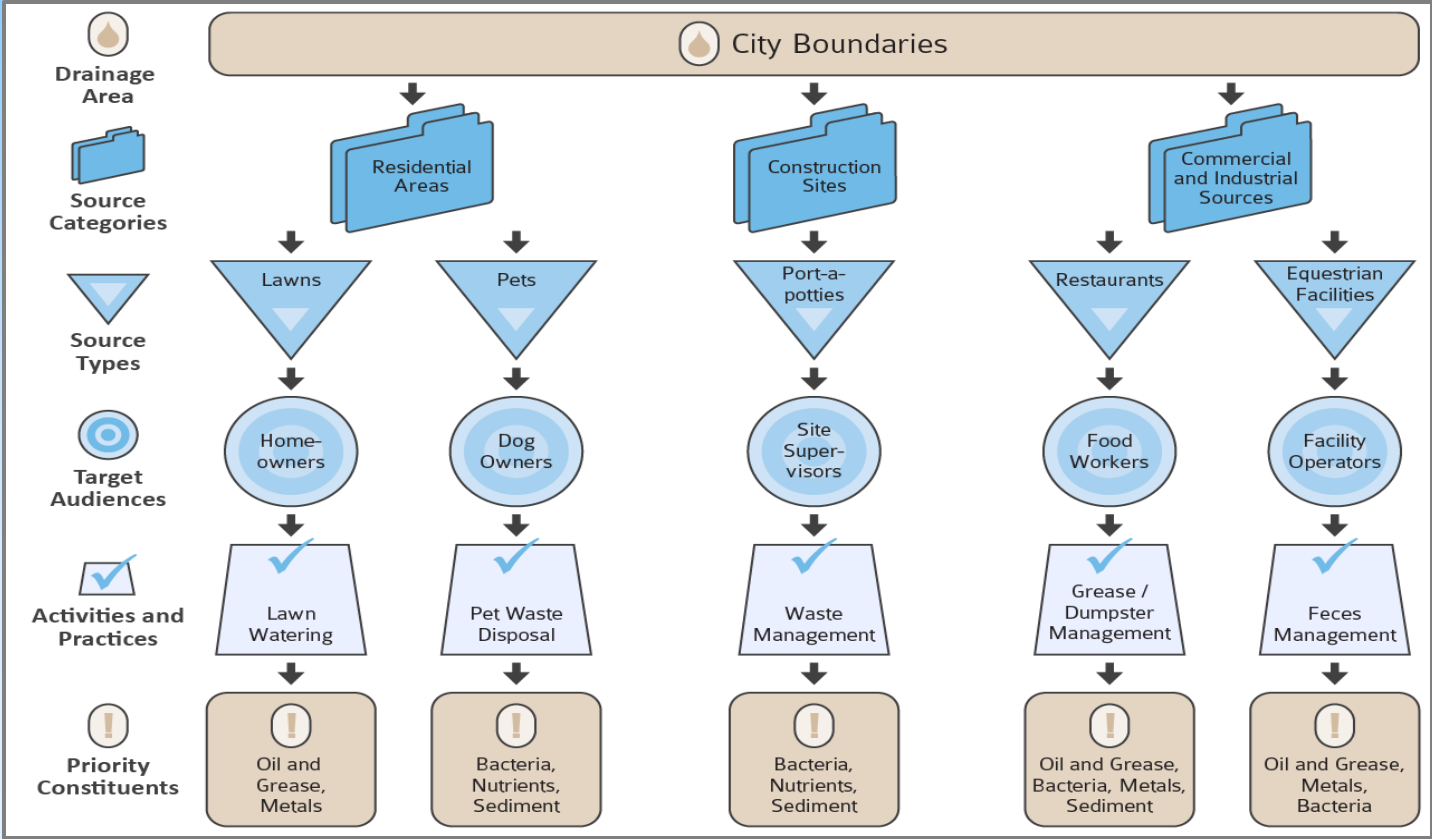 City Boundaries
Drainage
Area
Source
Categories
Residential
Areas
Construction
Sites
Commercial
and Industrial
Sources
Source
Types
Lawns
Pets
Port-a-
potties
Restaurants
Equestrian
Facilities
Target
Audiences
Home-
owners
Dog
Owners
Site
Super-
visors
Food
Workers
Facility
Operators
Activities and
Practices
Lawn
Watering
Pet Waste
Disposal
Waste
Management
Grease /
Dumpster
Management
Feces
Management
Priority
Constituents
Oil and
Grease,
Metals
Bacteria,
Nutrients,
Sediment
Bacteria,
Nutrients,
Sediment
Oil and Grease,
Bacteria, Metals,
Sediment
Oil and Grease,
Metals,
Bacteria